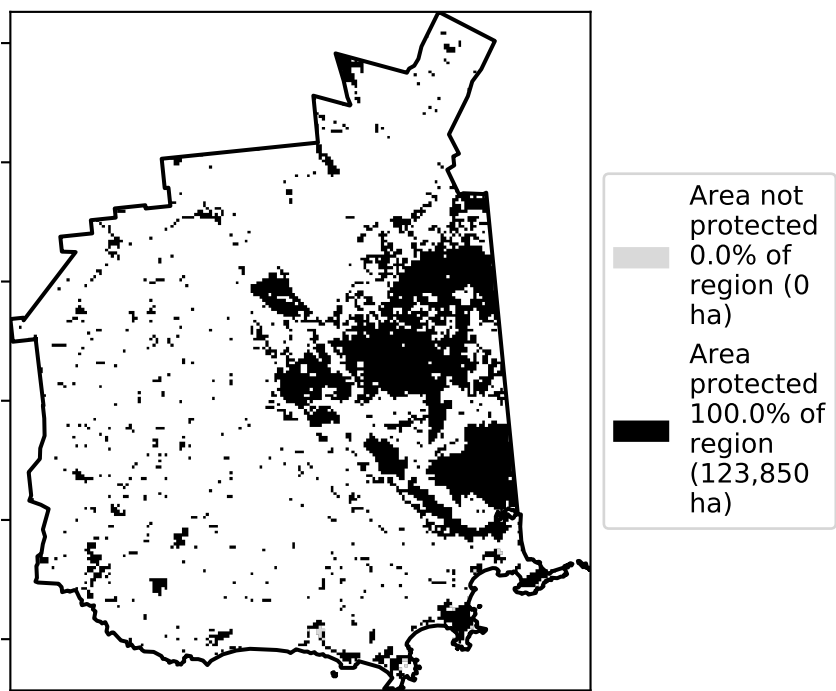 Area not
protected
0.0% of
region (0
ha)
Area
protected
100.0% of
region
(123,850
ha)